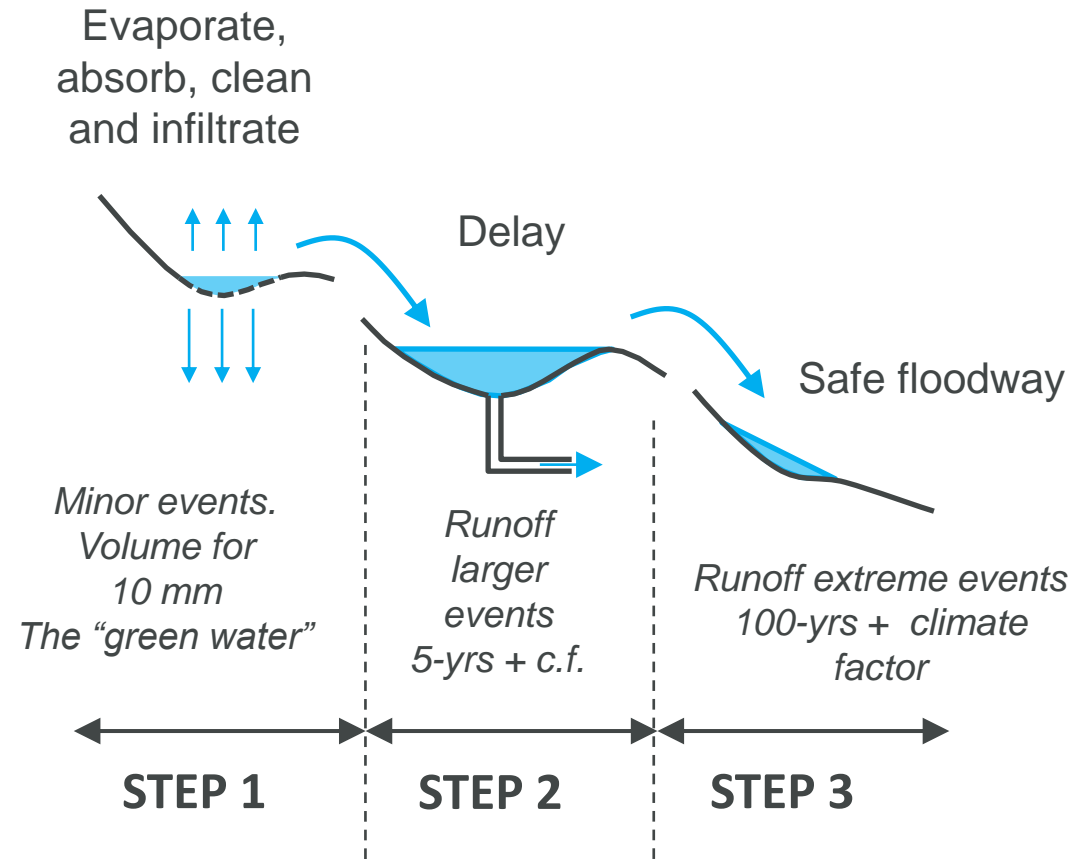 Evaporate,
absorb, clean
and infiltrate
Delay
Safe floodway
Minor events.
Volume for
10 mm
The “green water”
Runoff
larger
events
5-yrs + c.f.
Runoff extreme events
100-yrs +  climate
factor
STEP 1
STEP 2
STEP 3